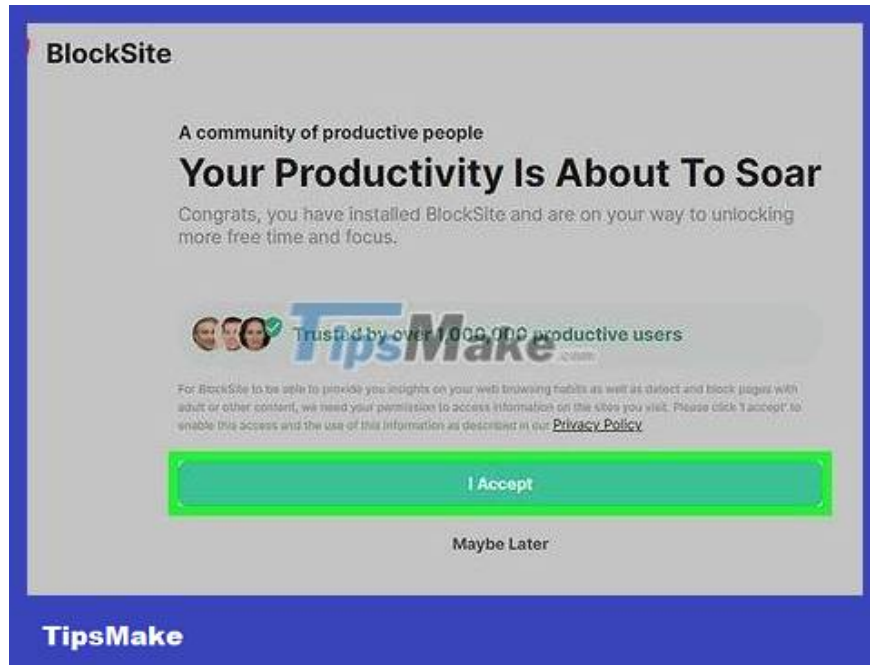 BlockSite
A community of productive people
Your Productivity Is About To Soar
Congrats, you have installed BlockSite and are on your way to unlocking
more free time and focus.
Trusted by over 1,000,000 productive users
TipsMake.com
For BlockSite to be able to provide you insights on your web browsing habits as well as detect and block pages with
adult or other content, we need your permission to access information on the sites you visit. Please click 'I accept' to
enable this access and the use of this information as described in our Privacy Policy
I Accept
Maybe Later
TipsMake